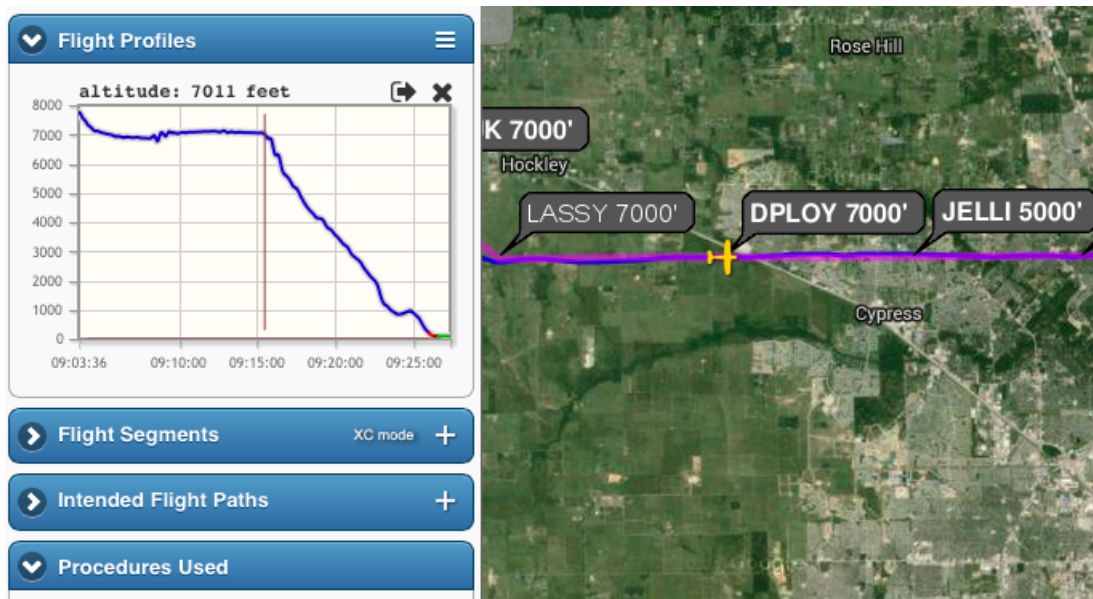 Flight Profiles
altitude: 7011 feet
8000
7000
6000
5000
4000
3000
2000
1000
0
09:03:36 09:10:00 09:15:00 09:20:00 09:25:00
Flight Segments XC mode
Intended Flight Paths
Procedures Used
Rose Hill
K 7000'
Hockley
LASSY 7000'
DPLOY 7000'
JELLI 5000'
Cypress
Google